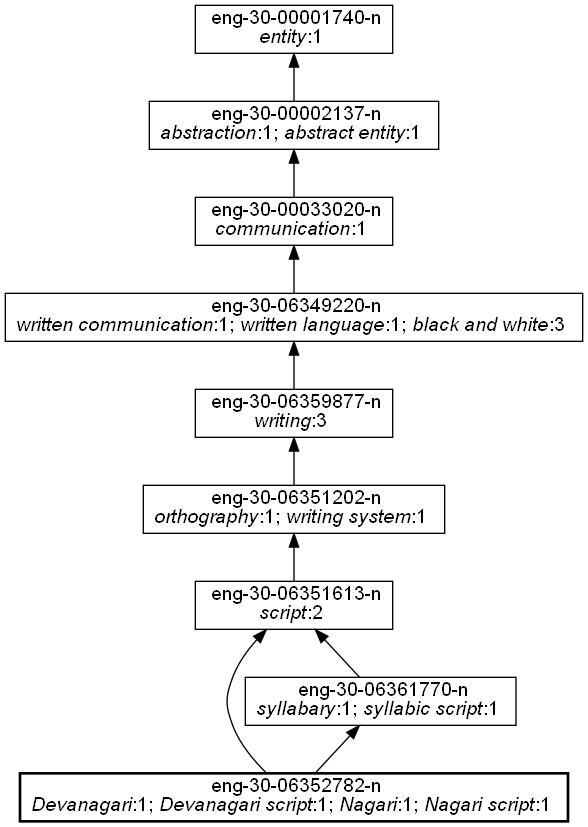 eng-30-00001740-n
entity:1
eng-30-00002137-n
abstraction:1; abstract entity:1
eng-30-00033020-n
communication:1
eng-30-06349220-n
written communication:1; written language:1; black and white:3
eng-30-06359877-n
writing:3
eng-30-06351202-n
orthography:1; writing system:1
eng-30-06351613-n
script:2
eng-30-06361770-n
syllabary:1; syllabic script:1
eng-30-06352782-n
Devanagari:1; Devanagari script:1; Nagari:1; Nagari script:1